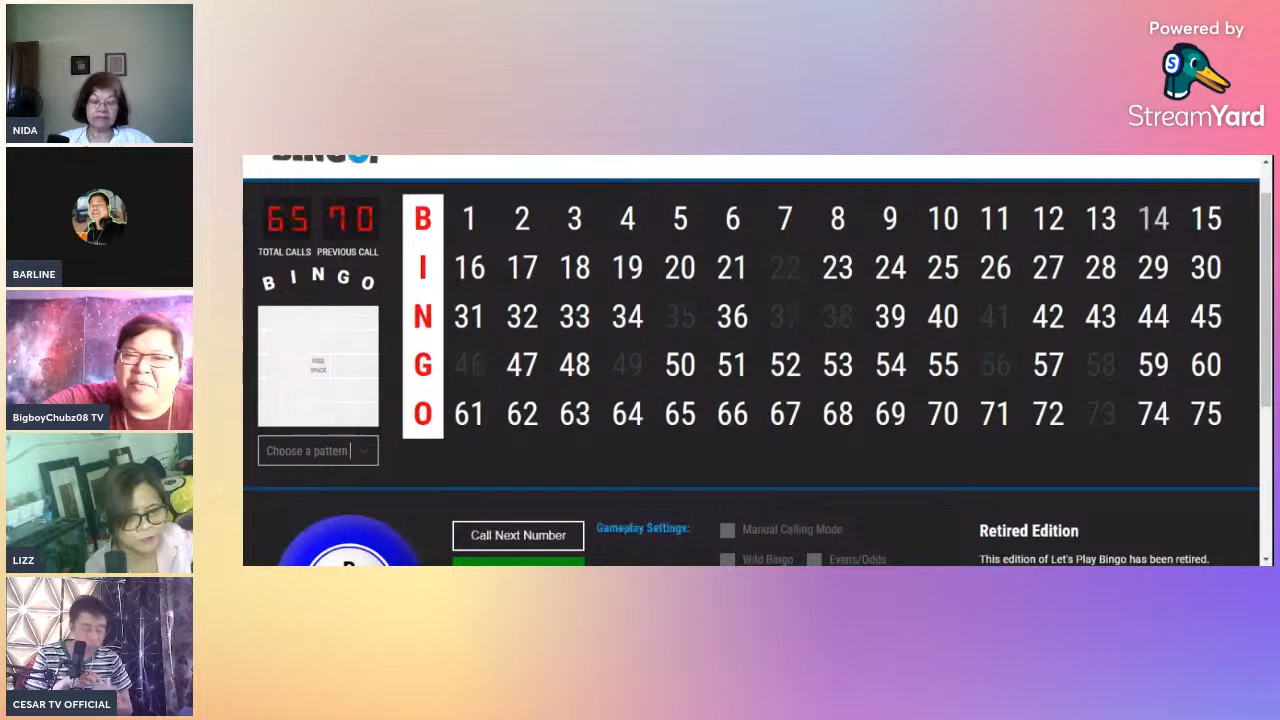 Powered by
StreamYard
NIDA
BARLINE
BigboyChubz08 TV
LIZZ
CESAR TV OFFICIAL
BINGO!
65 70
TOTAL CALLS PREVIOUS CALL
BINGO
FREE
SPACE
Choose a pattern
B 1 2 3 4 5 6 7 8 9 10 11 12 13 14 15
I 16 17 18 19 20 21 22 23 24 25 26 27 28 29 30
N 31 32 33 34 35 36 37 38 39 40 41 42 43 44 45
G 46 47 48 49 50 51 52 53 54 55 56 57 58 59 60
O 61 62 63 64 65 66 67 68 69 70 71 72 73 74 75
Call Next Number
Gameplay Settings:
Manual Calling Mode
Wild Bingo Evens/Odds
Retired Edition
This edition of Let's Play Bingo has been retired.